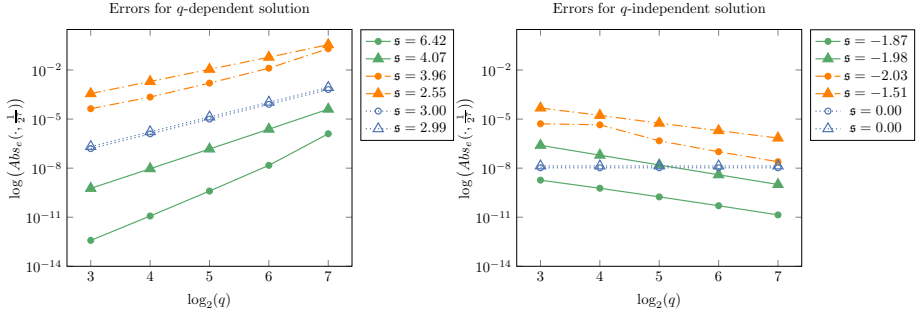 Errors for q-dependent solution
log (Abs_e(·, 1/2))
10^−2
10^−5
10^−8
10^−11
10^−14
3 4 5 6 7
log_2(q)
𝔰 = 6.42
𝔰 = 4.07
𝔰 = 3.96
𝔰 = 2.55
𝔰 = 3.00
𝔰 = 2.99
Errors for q-independent solution
log (Abs_e(·, 1/2))
10^−2
10^−5
10^−8
10^−11
10^−14
3 4 5 6 7
log_2(q)
𝔰 = −1.87
𝔰 = −1.98
𝔰 = −2.03
𝔰 = −1.51
𝔰 = 0.00
𝔰 = 0.00